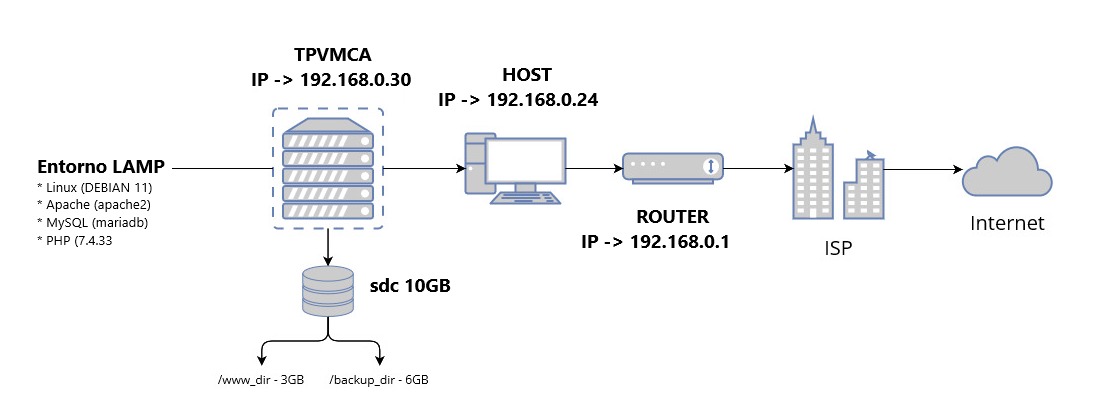 TPVMCA
IP -> 192.168.0.30
HOST
IP -> 192.168.0.24
Entorno LAMP
* Linux (DEBIAN 11)
* Apache (apache2)
* MySQL (mariadb)
* PHP (7.4.33
ROUTER
IP -> 192.168.0.1
ISP
Internet
sdc 10GB
/www_dir - 3GB
/backup_dir - 6GB